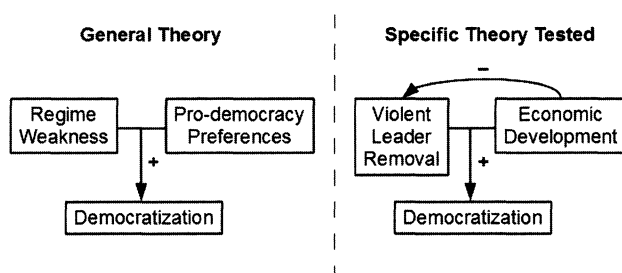 General Theory
Regime
Weakness
Pro-democracy
Preferences
+
Democratization
Specific Theory Tested
−
Violent
Leader
Removal
Economic
Development
+
Democratization